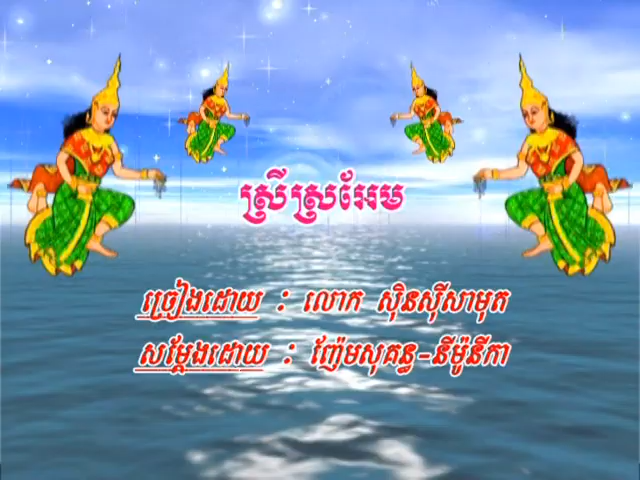 ស្រីស្រអែម
ច្រៀងដោយ : លោក ស៊ិនស៊ីសាមុត
សម្ដែងដោយ : ញ៉ែមសុគន្ធ-នីម៉ូនីកា